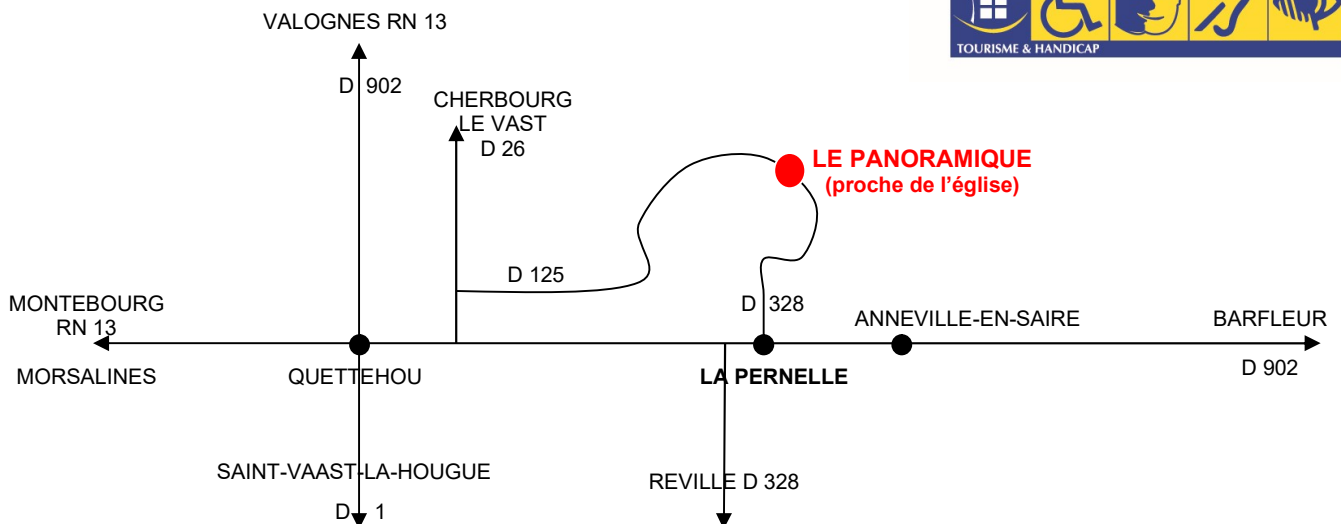 VALOGNES RN 13
TOURISME & HANDICAP
D 902
CHERBOURG
LE VAST
D 26
LE PANORAMIQUE
(proche de l'église)
D 125
MONTEBOURG
RN 13
D 328
ANNEVILLE-EN-SAIRE
BARFLEUR
MORSALINES
QUETTEHOU
LA PERNELLE
D 902
SAINT-VAAST-LA-HOUGUE
REVILLE D 328
D 1